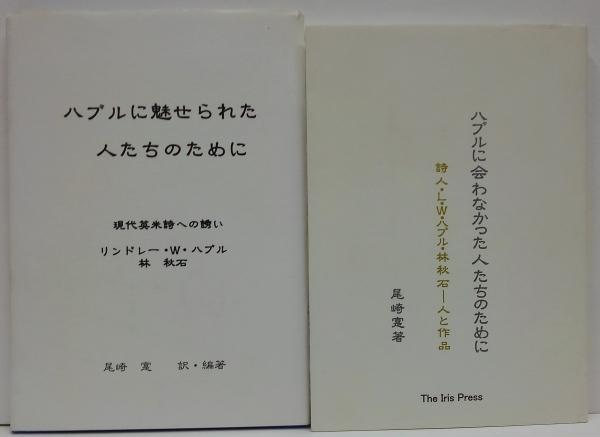 ハブルに魅せられた
人たちのために
現代英米詩への誘い
リンドレー・W・ハブル
林 秋石
尾崎 寔 訳・編著
ハブルに会わなかった人たちのために
詩人・L・W・ハブル・林秋石―人と作品
尾崎寔著
The Iris Press